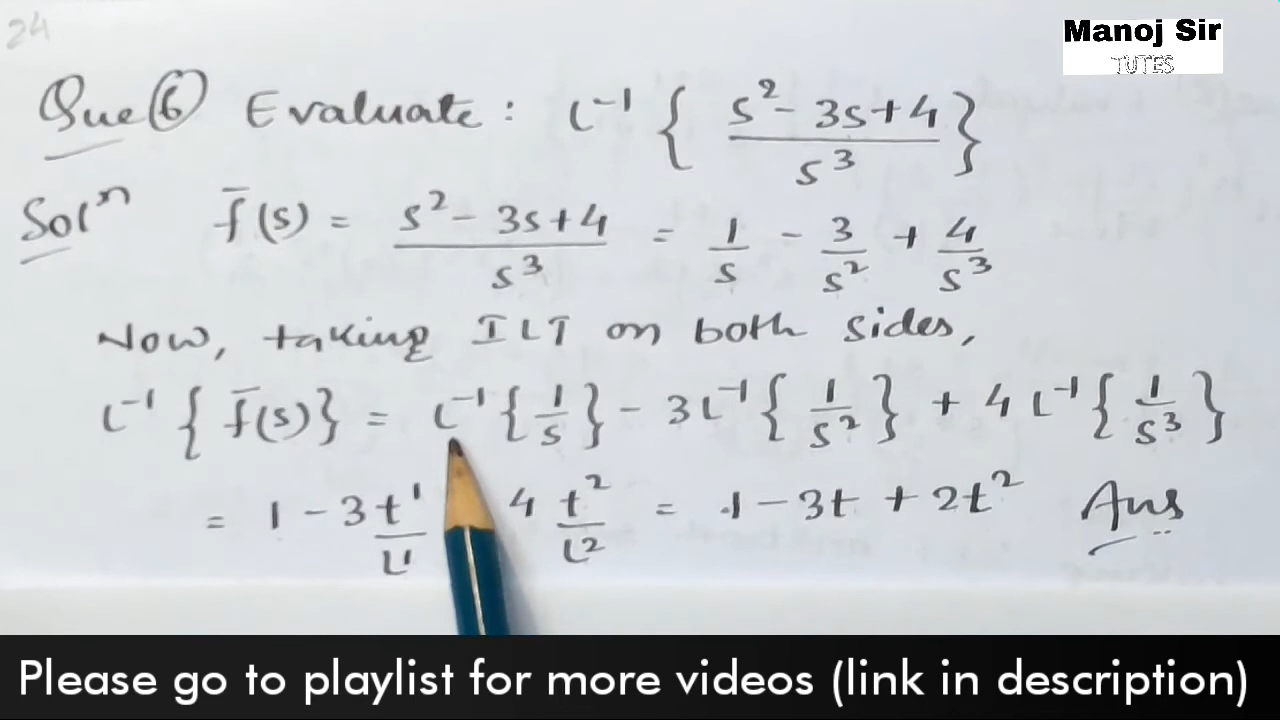 24
Manoj Sir
TUTES
Que (6) Evaluate : L⁻¹ { (s² - 3s + 4) / s³ }
Solⁿ f̄(s) = (s² - 3s + 4) / s³ = 1/s - 3/s² + 4/s³
Now, taking ILT on both sides,
L⁻¹ { f̄(s) } = L⁻¹ { 1/s } - 3 L⁻¹ { 1/s² } + 4 L⁻¹ { 1/s³ }
= 1 - 3 t¹/∟1 4 t²/∟2 = 1 - 3t + 2t² Ans
Please go to playlist for more videos (link in description)